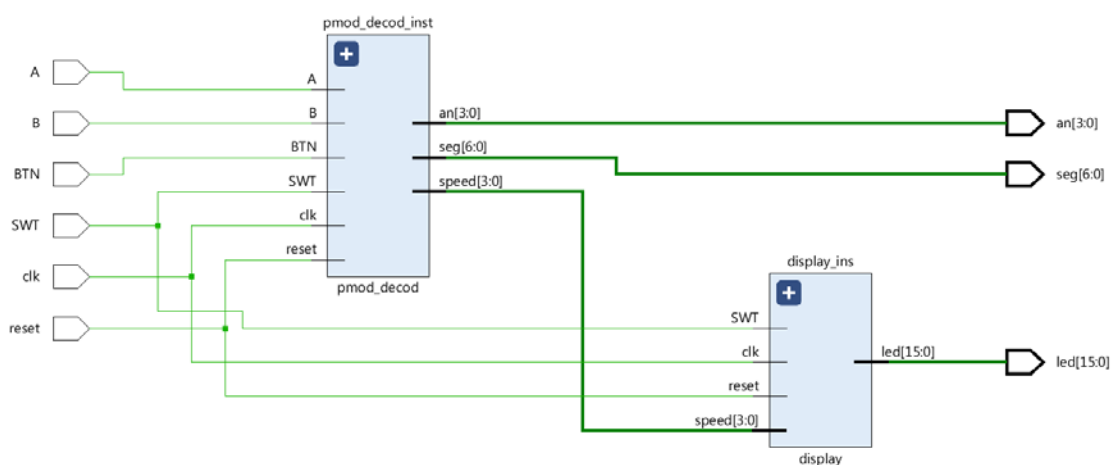 pmod_decod_inst
A
B
BTN
SWT
clk
reset
A
B
BTN
SWT
clk
reset
an[3:0]
seg[6:0]
speed[3:0]
pmod_decod
an[3:0]
seg[6:0]
display_ins
SWT
clk
reset
speed[3:0]
led[15:0]
display
led[15:0]